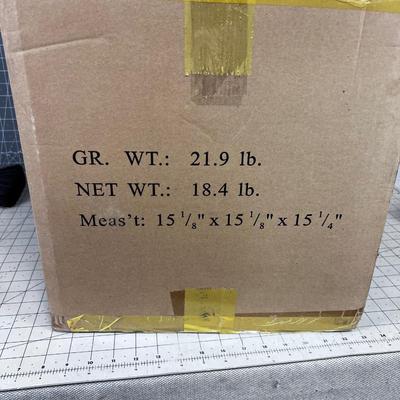 GR. WT.: 21.9 lb.
NET WT.: 18.4 lb.
Meas't: 15 1/8" x 15 1/8" x 15 1/4"